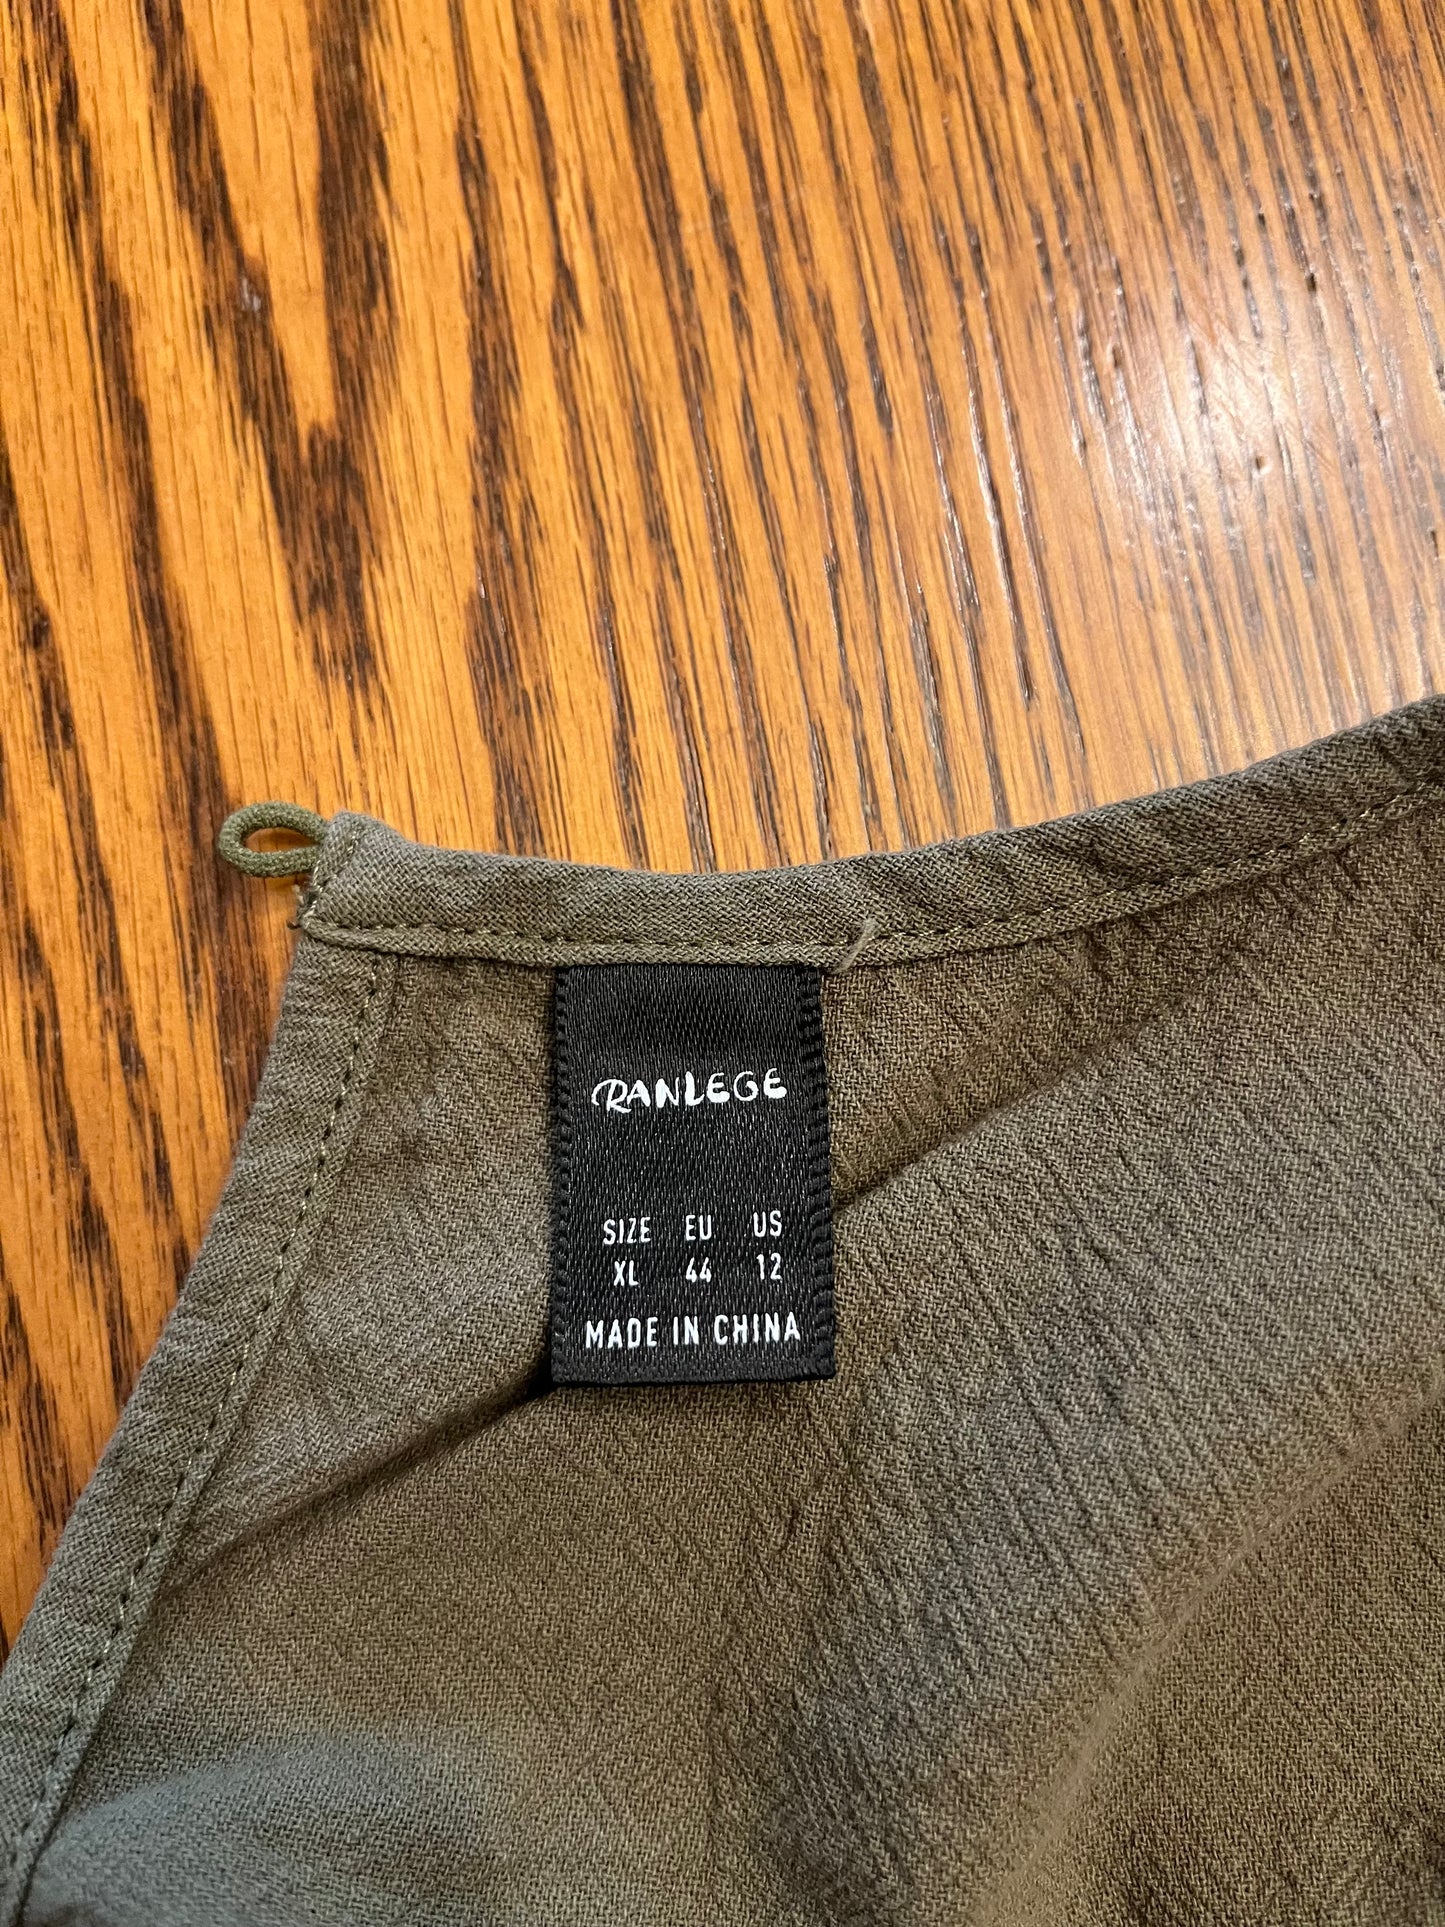 RANLEGE
SIZE EU US
XL 44 12
MADE IN CHINA